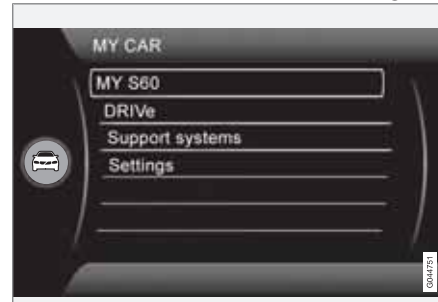 MY CAR
MY S60
DRIVe
Support systems
Settings
G044751